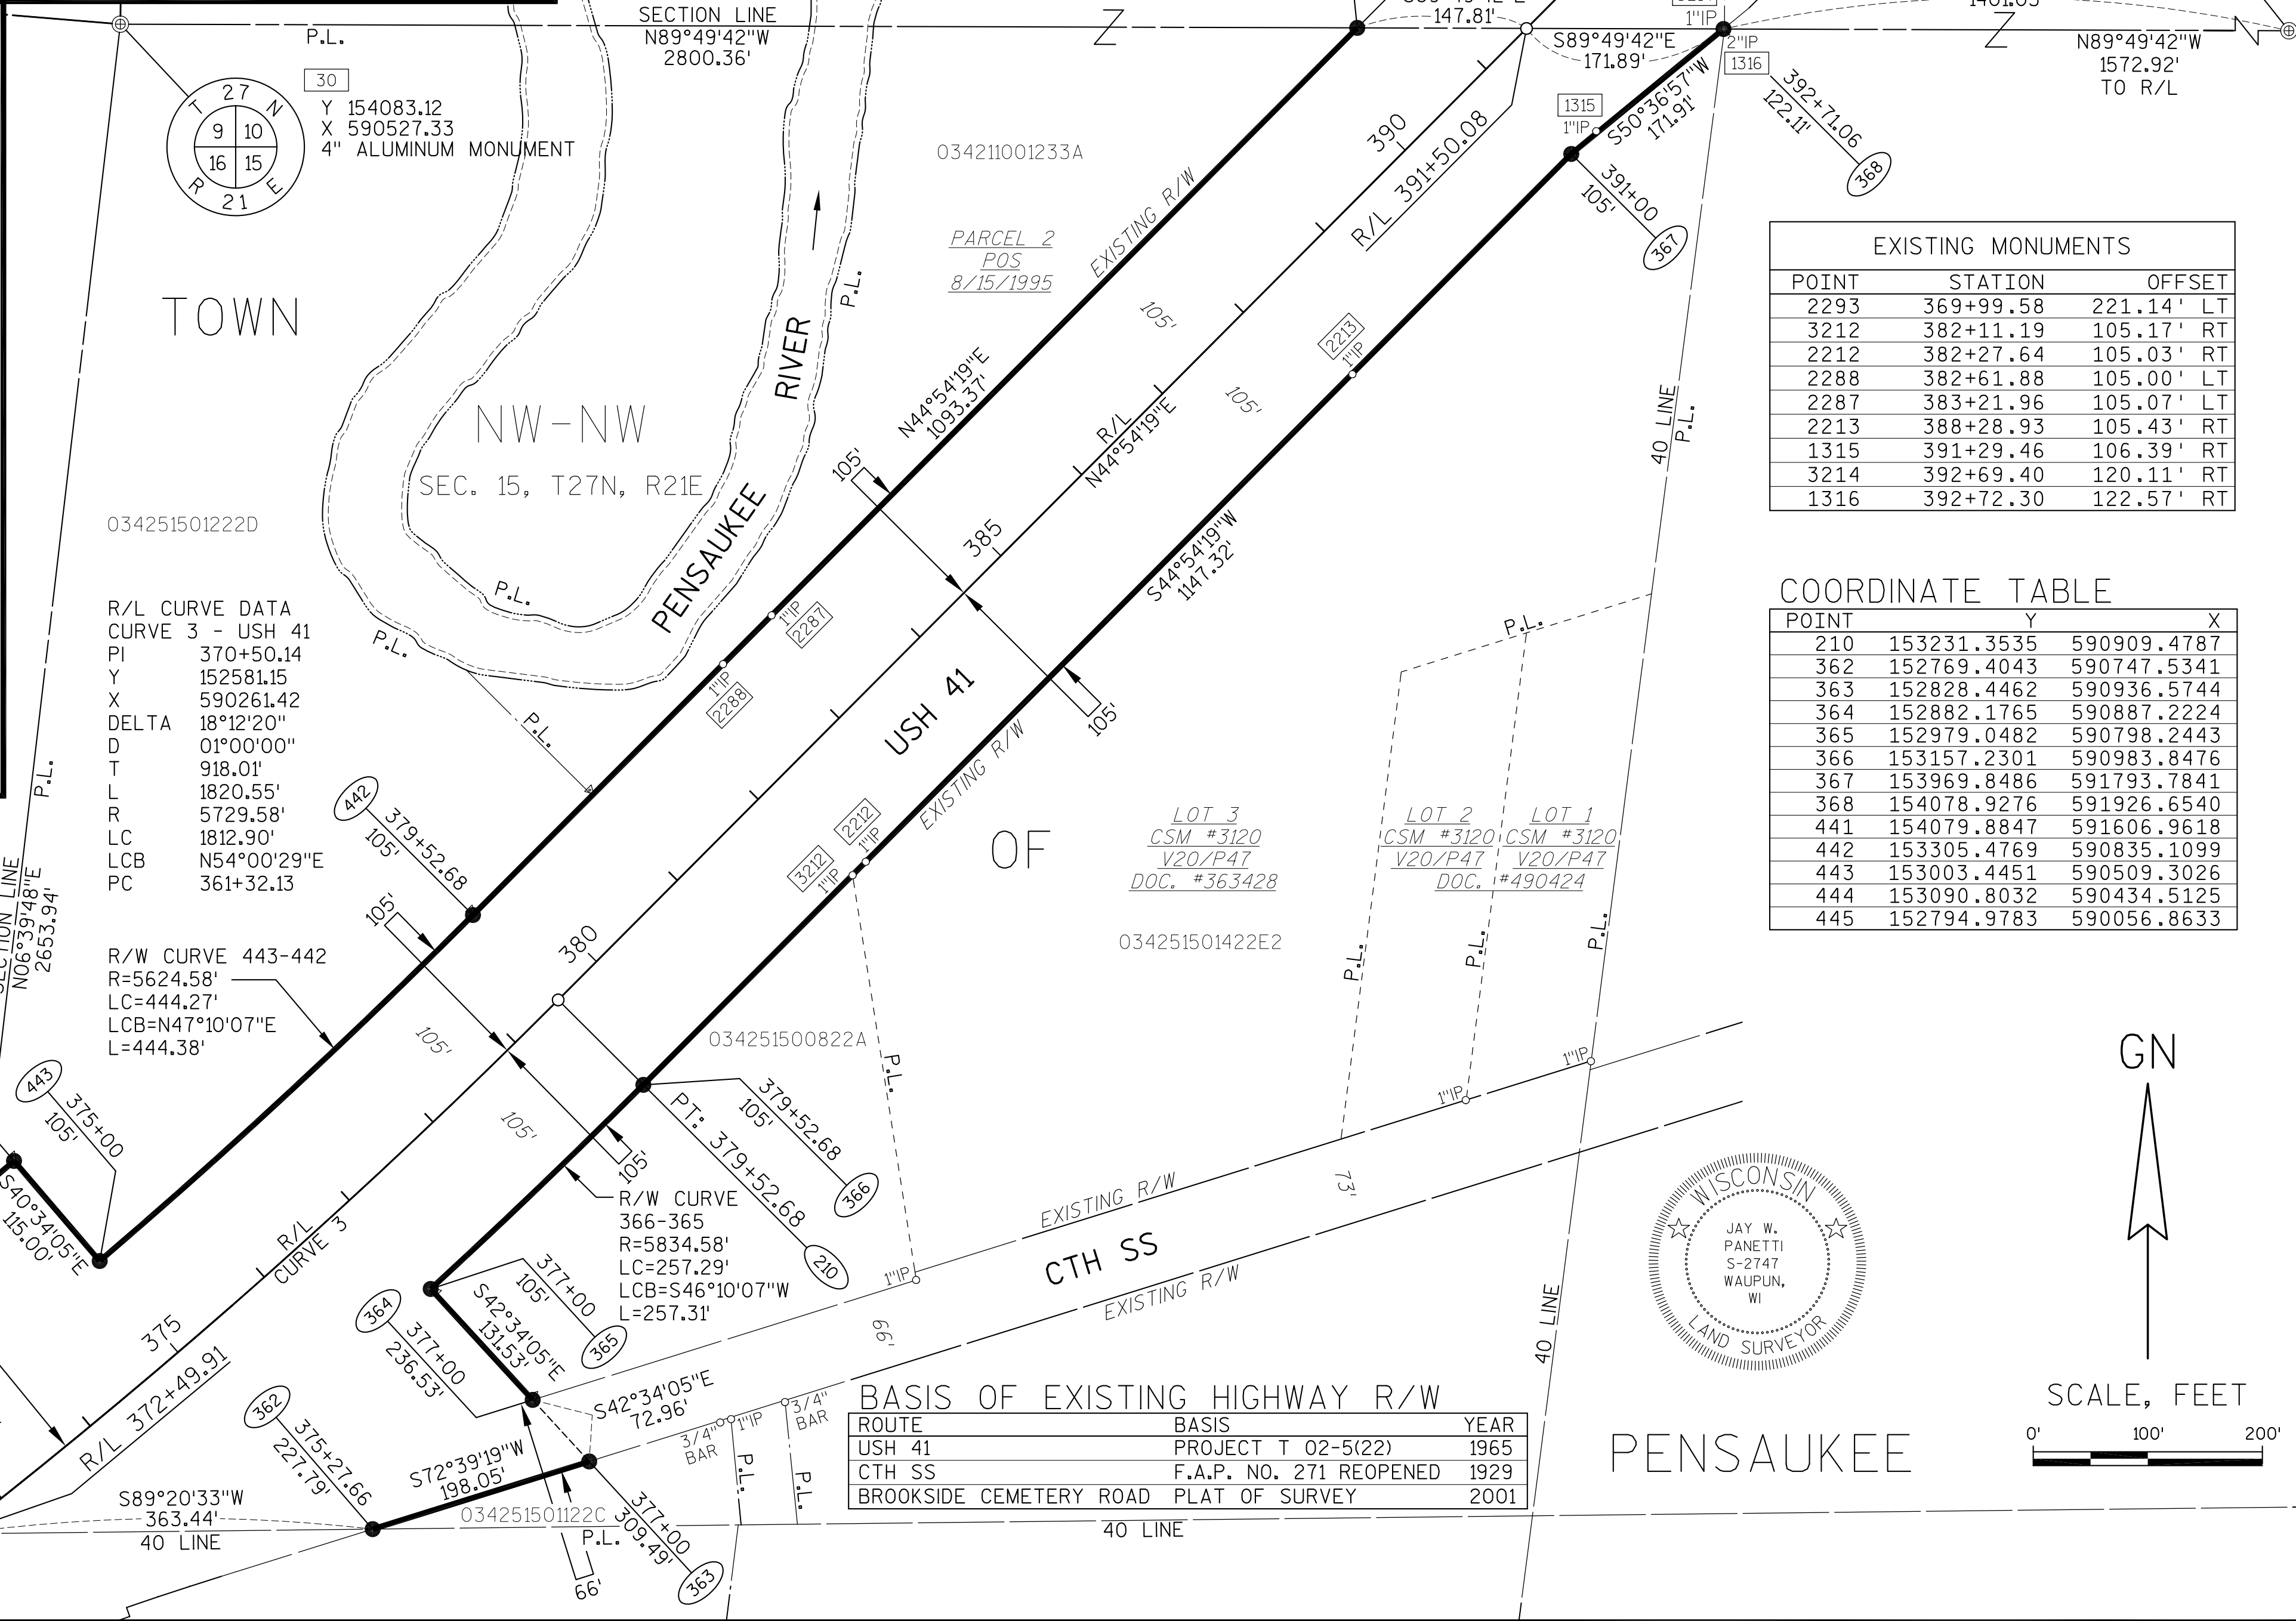 SECTION LINE
N89°49'42"W
2800.36'
P.L.
147.81'
S89°49'42"E
171.89'
1"IP
2"IP
1316
N89°49'42"W
1572.92'
TO R/L
T 27 N
9 10
16 15
R 21 E
30
Y 154083.12
X 590527.33
4" ALUMINUM MONUMENT
034211001233A
PARCEL 2
POS
8/15/1995
EXISTING R/W
390
R/L 391+50.08
1315
1"IP
S50°36'57"W
171.91'
392+71.06
122.11'
368
391+00
105'
367
TOWN
NW-NW
SEC. 15, T27N, R21E
034251501222D
PENSAUKEE RIVER
P.L.
P.L.
P.L.
P.L.
N44°54'19"E
1093.37'
105'
105'
105'
R/L
N44°54'19"E
2213
1"IP
40 LINE
P.L.
385
S44°54'19"W
1147.32'
105'
EXISTING MONUMENTS
POINT STATION OFFSET
2293 369+99.58 221.14' LT
3212 382+11.19 105.17' RT
2212 382+27.64 105.03' RT
2288 382+61.88 105.00' LT
2287 383+21.96 105.07' LT
2213 388+28.93 105.43' RT
1315 391+29.46 106.39' RT
3214 392+69.40 120.11' RT
1316 392+72.30 122.57' RT
COORDINATE TABLE
POINT Y X
210 153231.3535 590909.4787
362 152769.4043 590747.5341
363 152828.4462 590936.5744
364 152882.1765 590887.2224
365 152979.0482 590798.2443
366 153157.2301 590983.8476
367 153969.8486 591793.7841
368 154078.9276 591926.6540
441 154079.8847 591606.9618
442 153305.4769 590835.1099
443 153003.4451 590509.3026
444 153090.8032 590434.5125
445 152794.9783 590056.8633
R/L CURVE DATA
CURVE 3 - USH 41
PI 370+50.14
Y 152581.15
X 590261.42
DELTA 18°12'20"
D 01°00'00"
T 918.01'
L 1820.55'
R 5729.58'
LC 1812.90'
LCB N54°00'29"E
PC 361+32.13
P.L.
SECTION LINE
N06°39'48"E
2653.94'
1"IP
2287
1"IP
2288
P.L.
USH 41
EXISTING R/W
442
379+52.68
105'
2212
1"IP
3212
1"IP
OF
LOT 3
CSM #3120
V20/P47
DOC. #363428
LOT 2
CSM #3120
V20/P47
LOT 1
CSM #3120
V20/P47
DOC. #490424
034251501422E2
P.L.
P.L.
P.L.
P.L.
R/W CURVE 443-442
R=5624.58'
LC=444.27'
LCB=N47°10'07"E
L=444.38'
105'
105'
105'
105'
380
034251500822A
P.L.
379+52.68
105'
366
PT: 379+52.68
210
443
375+00
105'
S40°34'05"E
115.00'
R/L
CURVE 3
375
R/L 372+49.91
R/W CURVE
366-365
R=5834.58'
LC=257.29'
LCB=S46°10'07"W
L=257.31'
377+00
105'
365
S42°34'05"E
131.53'
364
377+00
236.53'
362
375+27.66
227.79'
S42°34'05"E
72.96'
S72°39'19"W
198.05'
S89°20'33"W
363.44'
40 LINE
034251501122C
P.L.
377+00
309.49'
363
66'
1"IP
1"IP
1"IP
EXISTING R/W
CTH SS
EXISTING R/W
73'
66'
3/4"
BAR
1"IP
3/4"
BAR
P.L.
P.L.
40 LINE
40 LINE
BASIS OF EXISTING HIGHWAY R/W
ROUTE BASIS YEAR
USH 41 PROJECT T 02-5(22) 1965
CTH SS F.A.P. NO. 271 REOPENED 1929
BROOKSIDE CEMETERY ROAD PLAT OF SURVEY 2001
PENSAUKEE
WISCONSIN
JAY W.
PANETTI
S-2747
WAUPUN,
WI
LAND SURVEYOR
GN
SCALE, FEET
0' 100' 200'